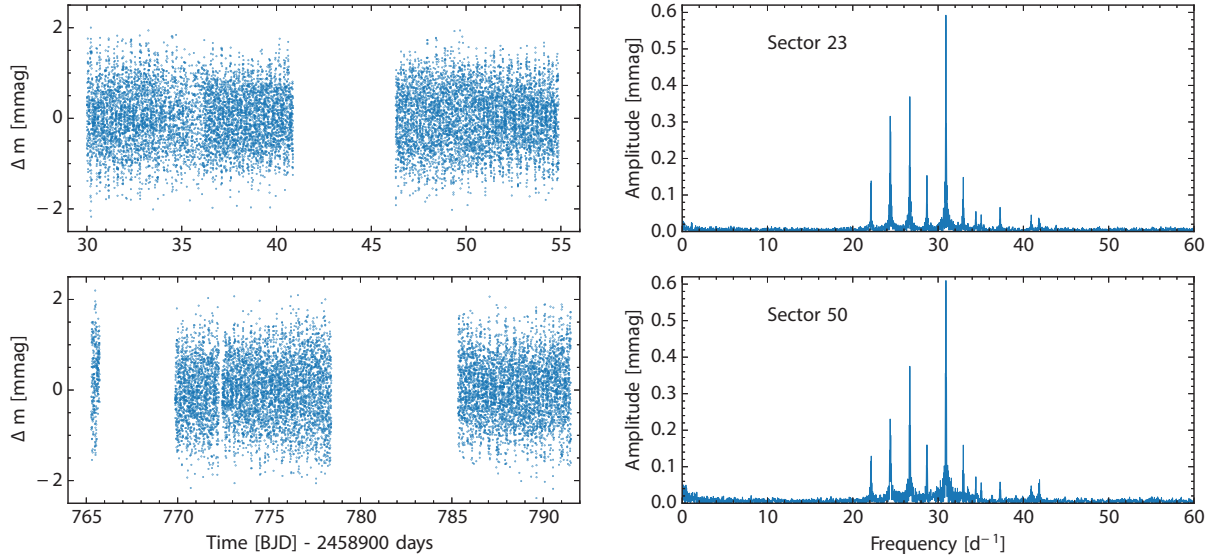 Δ m [mmag]
2
0
−2
30 35 40 45 50 55
Amplitude [mmag]
0.6
0.5
0.4
0.3
0.2
0.1
0.0
Sector 23
0 10 20 30 40 50 60
Δ m [mmag]
2
0
−2
765 770 775 780 785 790
Time [BJD] - 2458900 days
Amplitude [mmag]
0.6
0.5
0.4
0.3
0.2
0.1
0.0
Sector 50
0 10 20 30 40 50 60
Frequency [d⁻¹]